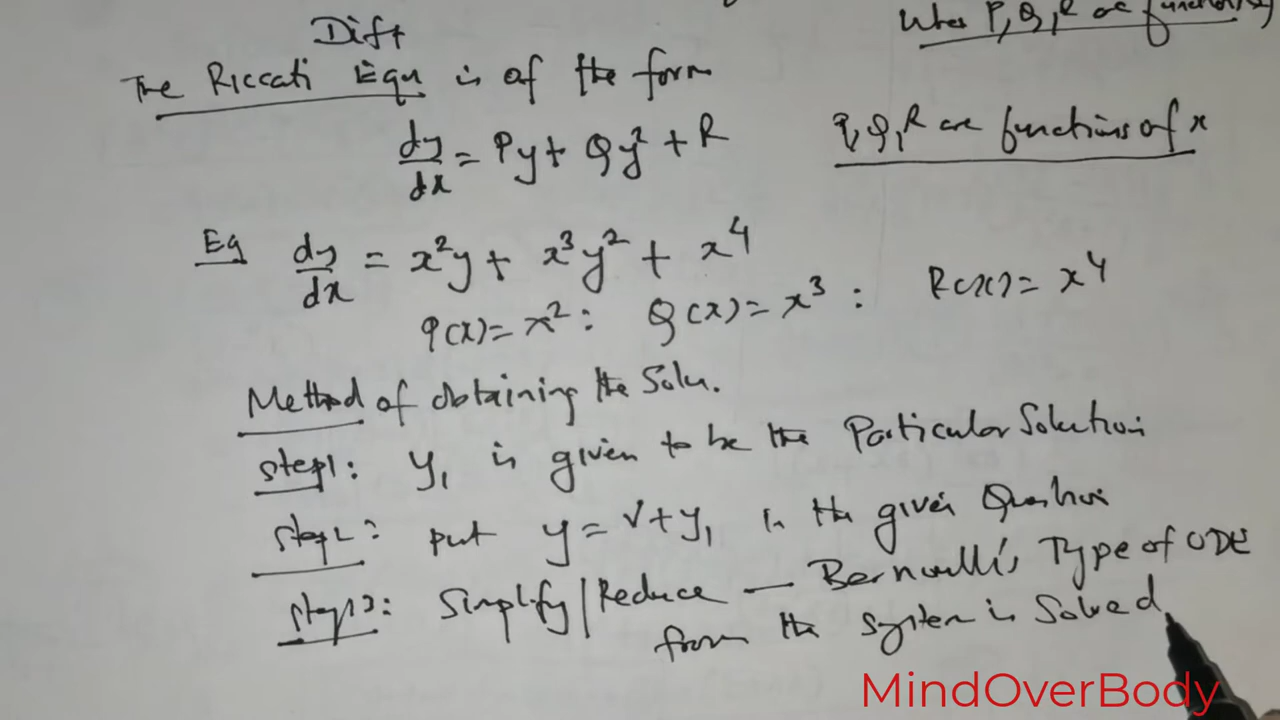 Diff
when P, Q, R are functions
The Riccati Equ is of the form
dy/dx = Py + Qy² + R
P, Q, R are functions of x
Eg dy/dx = x²y + x³y² + x⁴
P(x) = x² : Q(x) = x³ : R(x) = x⁴
Method of obtaining the Solu.
Step1: y₁ is given to be the Particular Solution
Step2: put y = v + y₁ in the given Question
Step3: Simplify/Reduce — Bernoulli's Type of ODE
from the system is Solved
MindOverBody